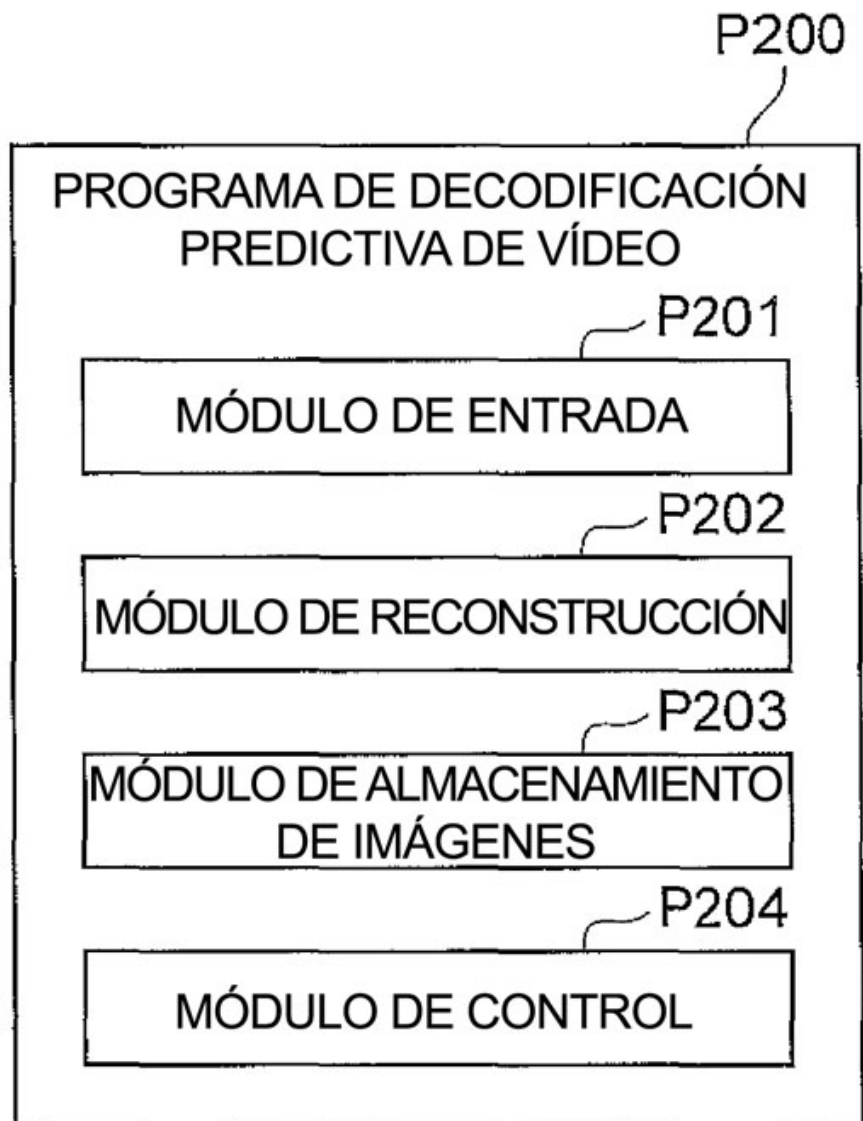 P200
PROGRAMA DE DECODIFICACIÓN
PREDICTIVA DE VÍDEO
P201
MÓDULO DE ENTRADA
P202
MÓDULO DE RECONSTRUCCIÓN
P203
MÓDULO DE ALMACENAMIENTO
DE IMÁGENES
P204
MÓDULO DE CONTROL